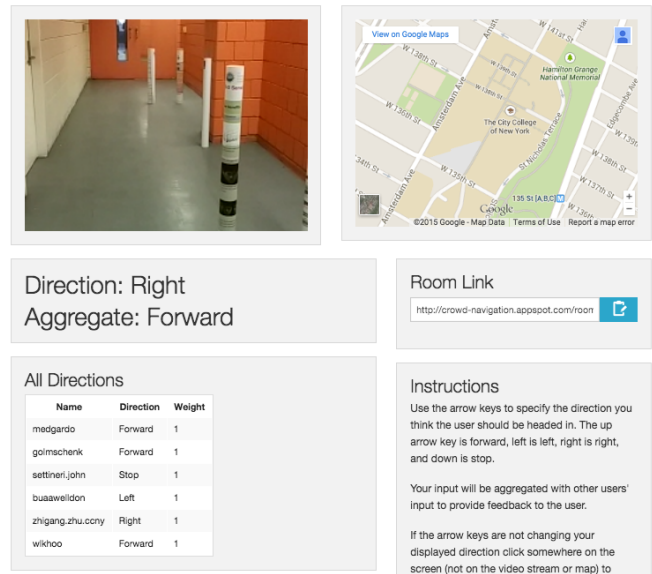 View on Google Maps
W 141st St
W 138th St
Amsterdam Ave
W 136th St
Hamilton Grange
National Memorial
The City College
of New York
St Nicholas Terrace
Edgecombe Ave
W 138th St
W 137th St
W 135th St
135 St [A,B,C]
Amsterdam Ave
Google
W 136th St
©2015 Google - Map Data
Terms of Use
Report a map error
Direction: Right
Aggregate: Forward
Room Link
http://crowd-navigation.appspot.com/room
All Directions
Name Direction Weight
medgardo Forward 1
golmschenk Forward 1
settineri.john Stop 1
buaawelldon Left 1
zhigang.zhu.ccny Right 1
wlkhoo Forward 1
Instructions
Use the arrow keys to specify the direction you
think the user should be headed in. The up
arrow key is forward, left is left, right is right,
and down is stop.
Your input will be aggregated with other users'
input to provide feedback to the user.
If the arrow keys are not changing your
displayed direction click somewhere on the
screen (not on the video stream or map) to